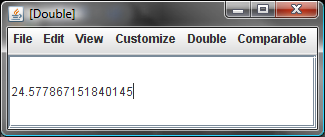 [Double]
File Edit View Customize Double Comparable
24.577867151840145